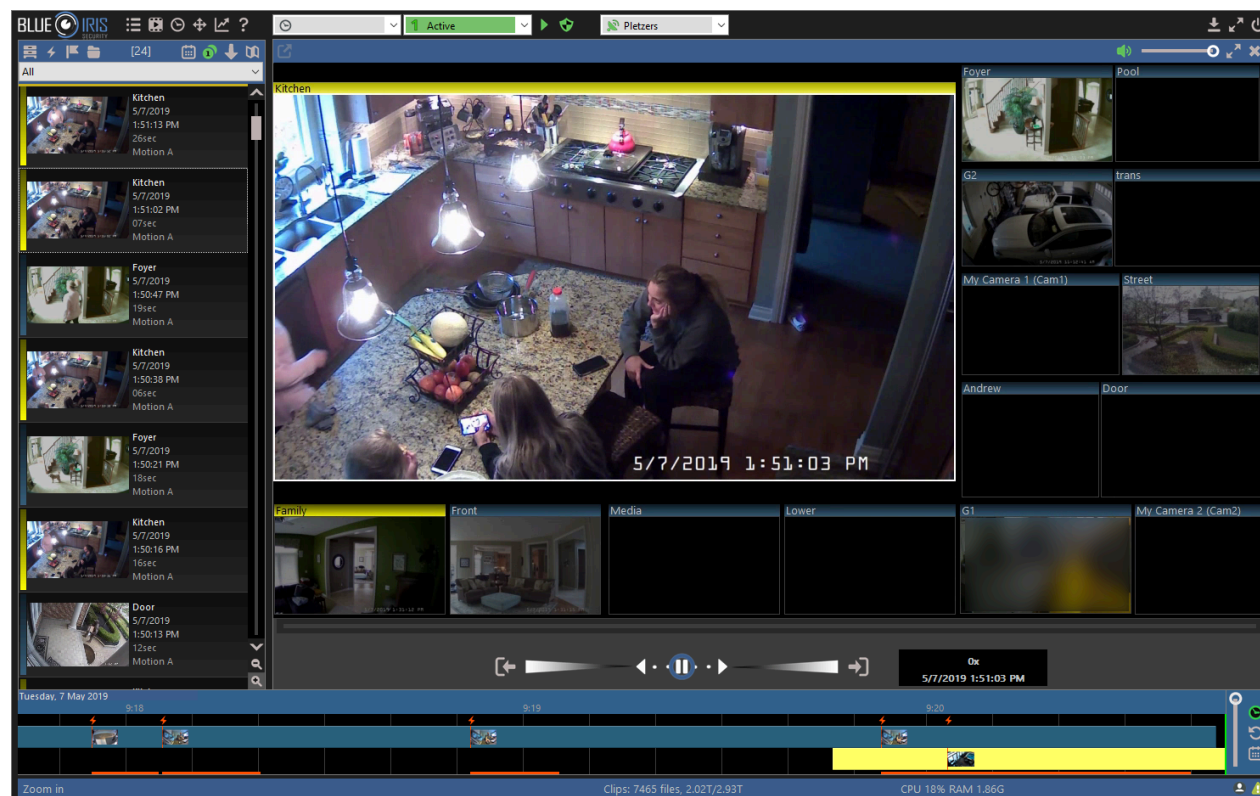 BLUE IRIS
SECURITY
?
1 Active
Pletzers
[24]
1
All
Kitchen
5/7/2019
1:51:13 PM
26sec
Motion A
Kitchen
5/7/2019
1:51:02 PM
07sec
Motion A
Foyer
5/7/2019
1:50:47 PM
19sec
Motion A
Kitchen
5/7/2019
1:50:38 PM
06sec
Motion A
Foyer
5/7/2019
1:50:21 PM
18sec
Motion A
Kitchen
5/7/2019
1:50:16 PM
16sec
Motion A
Door
5/7/2019
1:50:13 PM
12sec
Motion A
Kitchen
5/7/2019 1:51:03 PM
Foyer
Pool
G2
trans
My Camera 1 (Cam1)
Street
Andrew
Door
Family
Front
Media
Lower
G1
My Camera 2 (Cam2)
0x
5/7/2019 1:51:03 PM
Tuesday, 7 May 2019
9:18
9:19
9:20
Zoom in
Clips: 7465 files, 2.02T/2.93T
CPU 18% RAM 1.86G